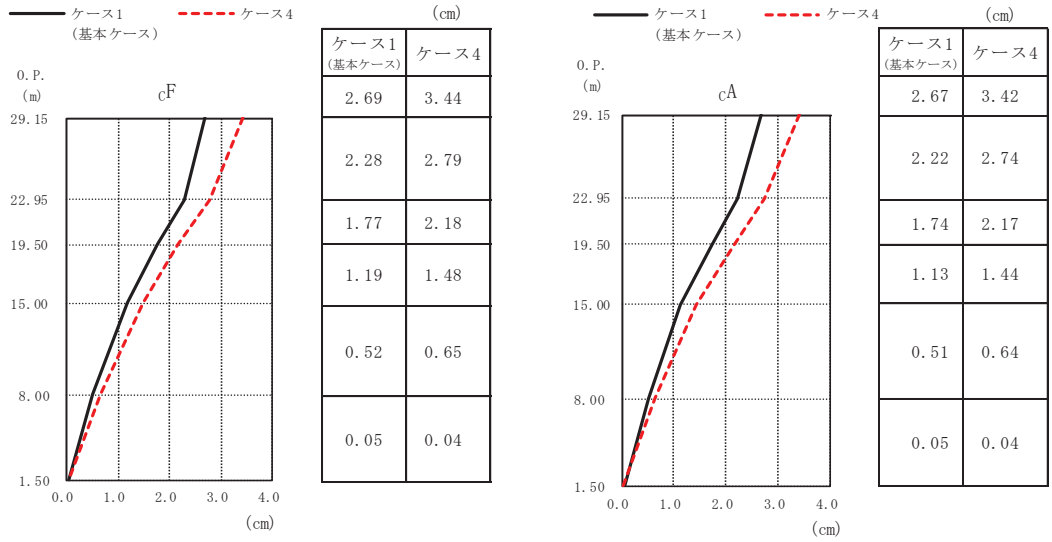 ケース1 ケース4 (cm)
(基本ケース)
ケース1 ケース4
(基本ケース)
O.P.
(m)
cF
2.69 3.44
29.15
2.28 2.79
22.95
1.77 2.18
19.50
1.19 1.48
15.00
0.52 0.65
8.00
0.05 0.04
1.50
0.0 1.0 2.0 3.0 4.0
(cm)
ケース1 ケース4 (cm)
(基本ケース)
ケース1 ケース4
(基本ケース)
O.P.
(m)
cA
2.67 3.42
29.15
2.22 2.74
22.95
1.74 2.17
19.50
1.13 1.44
15.00
0.51 0.64
8.00
0.05 0.04
1.50
0.0 1.0 2.0 3.0 4.0
(cm)